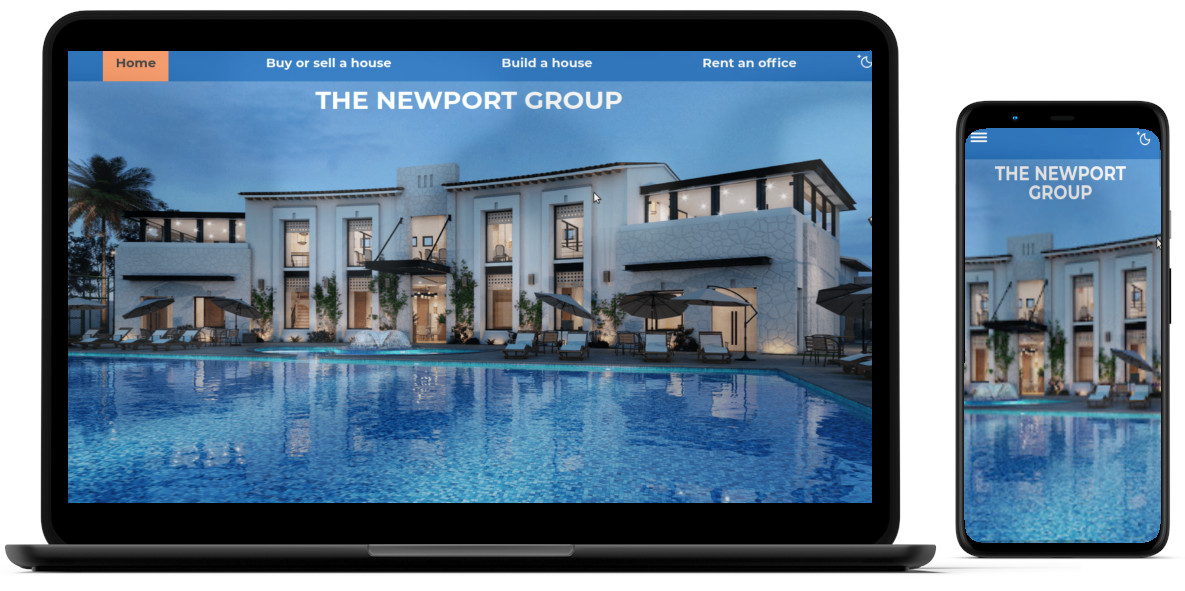 Home Buy or sell a house Build a house Rent an office
THE NEWPORT GROUP
THE NEWPORT
GROUP